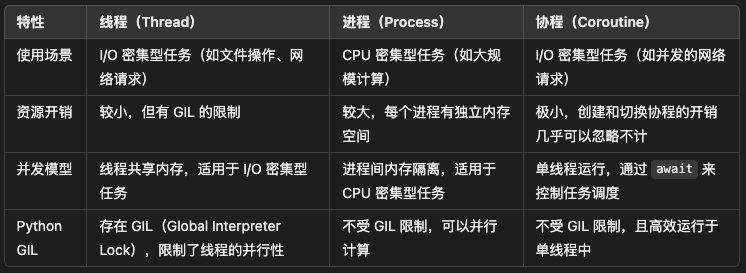 特性 线程（Thread） 进程（Process） 协程（Coroutine）
使用场景 I/O 密集型任务（如文件操作、网 CPU 密集型任务（如大规 I/O 密集型任务（如并发的网络
络请求） 模计算） 请求）
资源开销 较小，但有 GIL 的限制 较大，每个进程有独立内存 极小，创建和切换协程的开销
空间 几乎可以忽略不计
并发模型 线程共享内存，适用于 I/O 密集型 进程间内存隔离，适用于 单线程运行，通过 await 来
任务 CPU 密集型任务 控制任务调度
Python 存在 GIL（Global Interpreter 不受 GIL 限制，可以并行 不受 GIL 限制，且高效运行于
GIL Lock），限制了线程的并行性 计算 单线程中